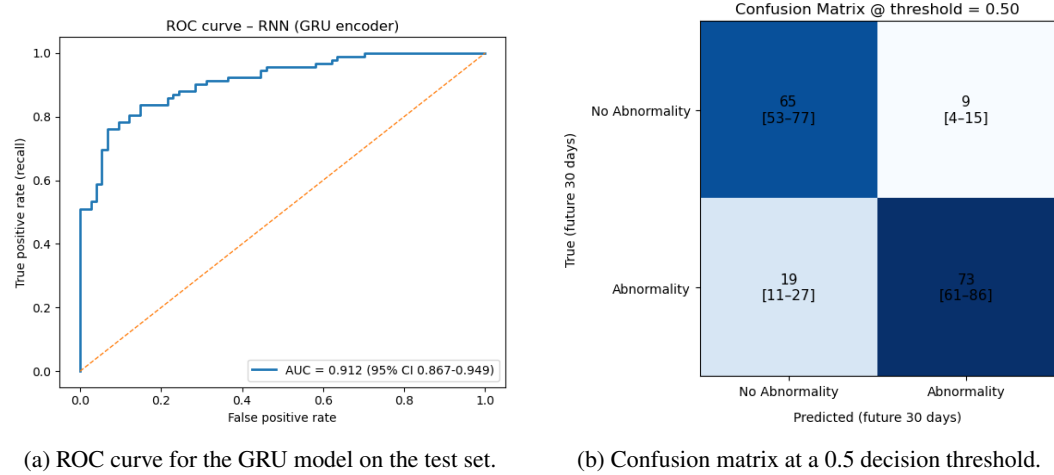 ROC curve – RNN (GRU encoder)
True positive rate (recall)
1.0
0.8
0.6
0.4
0.2
0.0
AUC = 0.912 (95% CI 0.867-0.949)
0.0 0.2 0.4 0.6 0.8 1.0
False positive rate
(a) ROC curve for the GRU model on the test set.
Confusion Matrix @ threshold = 0.50
True (future 30 days)
No Abnormality
65
[53–77]
9
[4–15]
Abnormality
19
[11–27]
73
[61–86]
No Abnormality Abnormality
Predicted (future 30 days)
(b) Confusion matrix at a 0.5 decision threshold.